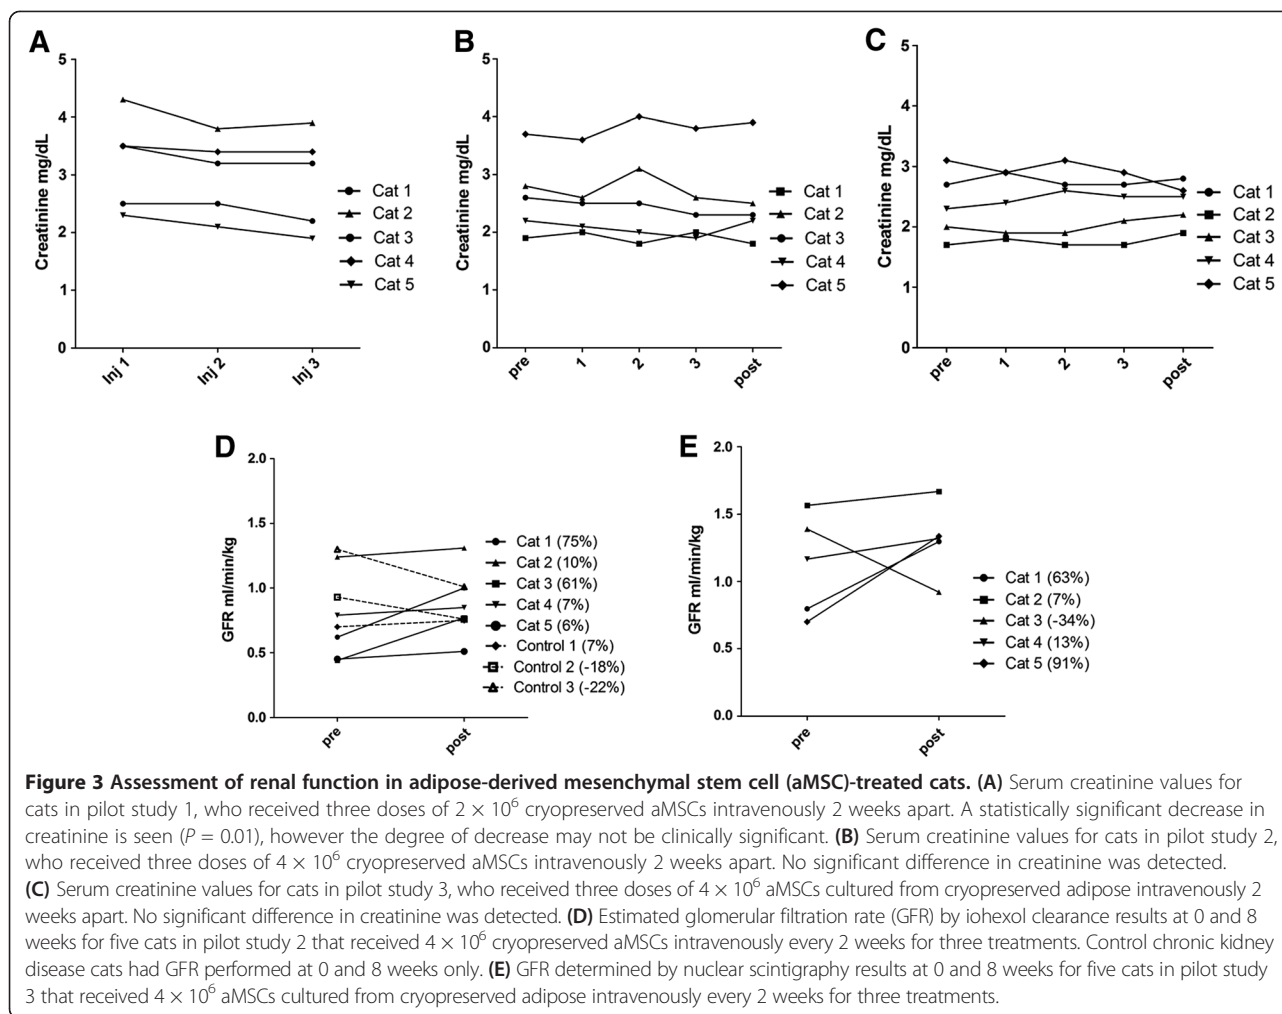 A
5
4
3
2
1
0
Creatinine mg/dL
Inj 1
Inj 2
Inj 3
Cat 1
Cat 2
Cat 3
Cat 4
Cat 5
B
5
4
3
2
1
0
Creatinine mg/dL
pre
1
2
3
post
Cat 1
Cat 2
Cat 3
Cat 4
Cat 5
C
5
4
3
2
1
0
Creatinine mg/dL
pre
1
2
3
post
Cat 1
Cat 2
Cat 3
Cat 4
Cat 5
D
2.0
1.5
1.0
0.5
0.0
GFR ml/min/kg
pre
post
Cat 1 (75%)
Cat 2 (10%)
Cat 3 (61%)
Cat 4 (7%)
Cat 5 (6%)
Control 1 (7%)
Control 2 (-18%)
Control 3 (-22%)
E
2.0
1.5
1.0
0.5
0.0
GFR ml/min/kg
pre
post
Cat 1 (63%)
Cat 2 (7%)
Cat 3 (-34%)
Cat 4 (13%)
Cat 5 (91%)
Figure 3 Assessment of renal function in adipose-derived mesenchymal stem cell (aMSC)-treated cats. (A) Serum creatinine values for
cats in pilot study 1, who received three doses of 2 × 10⁶ cryopreserved aMSCs intravenously 2 weeks apart. A statistically significant decrease in
creatinine is seen (P = 0.01), however the degree of decrease may not be clinically significant. (B) Serum creatinine values for cats in pilot study 2,
who received three doses of 4 × 10⁶ cryopreserved aMSCs intravenously 2 weeks apart. No significant difference in creatinine was detected.
(C) Serum creatinine values for cats in pilot study 3, who received three doses of 4 × 10⁶ aMSCs cultured from cryopreserved adipose intravenously 2
weeks apart. No significant difference in creatinine was detected. (D) Estimated glomerular filtration rate (GFR) by iohexol clearance results at 0 and 8
weeks for five cats in pilot study 2 that received 4 × 10⁶ cryopreserved aMSCs intravenously every 2 weeks for three treatments. Control chronic kidney
disease cats had GFR performed at 0 and 8 weeks only. (E) GFR determined by nuclear scintigraphy results at 0 and 8 weeks for five cats in pilot study
3 that received 4 × 10⁶ aMSCs cultured from cryopreserved adipose intravenously every 2 weeks for three treatments.